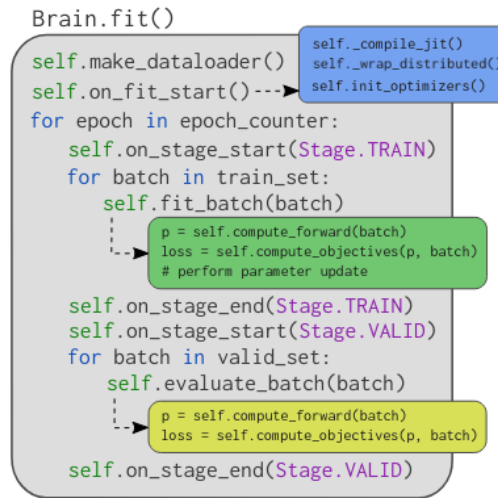 Brain.fit()
self.make_dataloader()
self.on_fit_start()
self._compile_jit()
self._wrap_distributed()
self.init_optimizers()
for epoch in epoch_counter:
self.on_stage_start(Stage.TRAIN)
for batch in train_set:
self.fit_batch(batch)
p = self.compute_forward(batch)
loss = self.compute_objectives(p, batch)
# perform parameter update
self.on_stage_end(Stage.TRAIN)
self.on_stage_start(Stage.VALID)
for batch in valid_set:
self.evaluate_batch(batch)
p = self.compute_forward(batch)
loss = self.compute_objectives(p, batch)
self.on_stage_end(Stage.VALID)